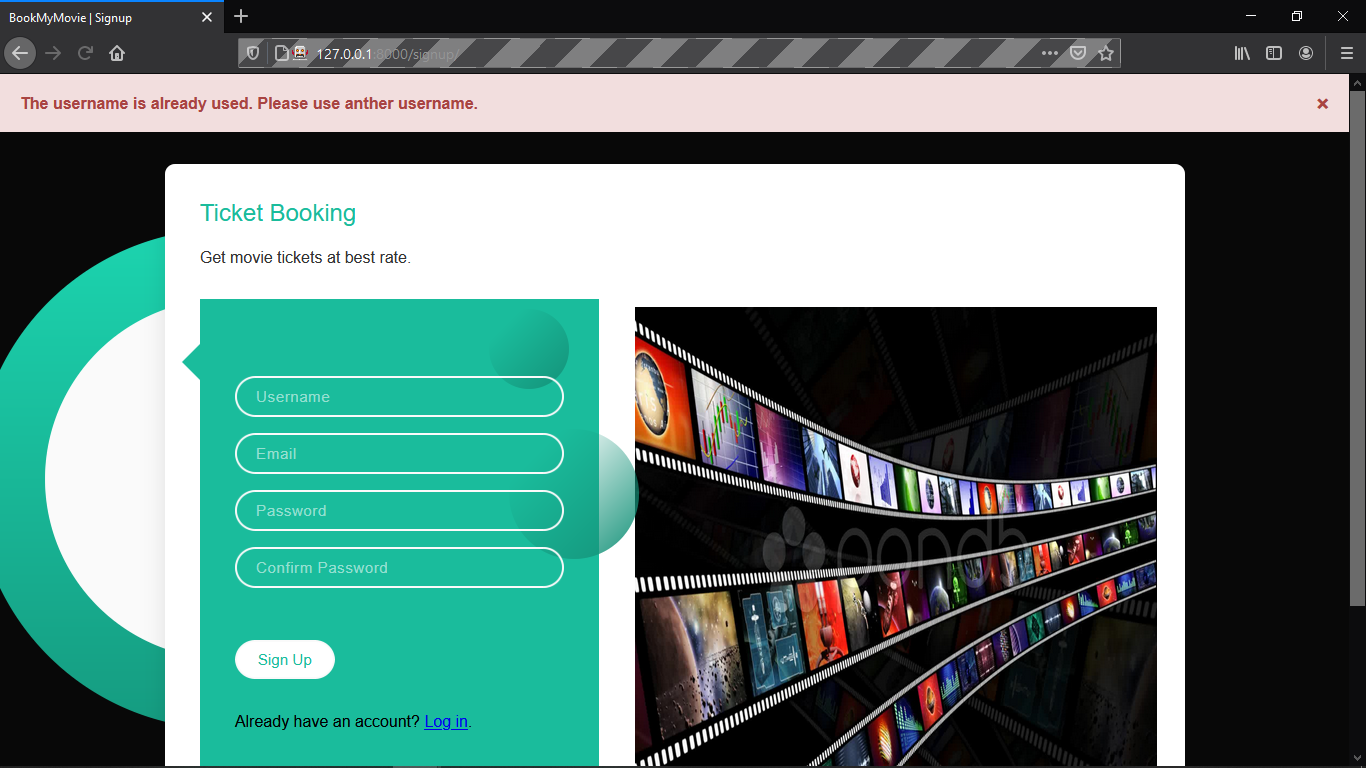 BookMyMovie | Signup
127.0.0.1:8000/signup/
The username is already used. Please use anther username.
×
Ticket Booking
Get movie tickets at best rate.
Username
Email
Password
Confirm Password
Sign Up
Already have an account? Log in.